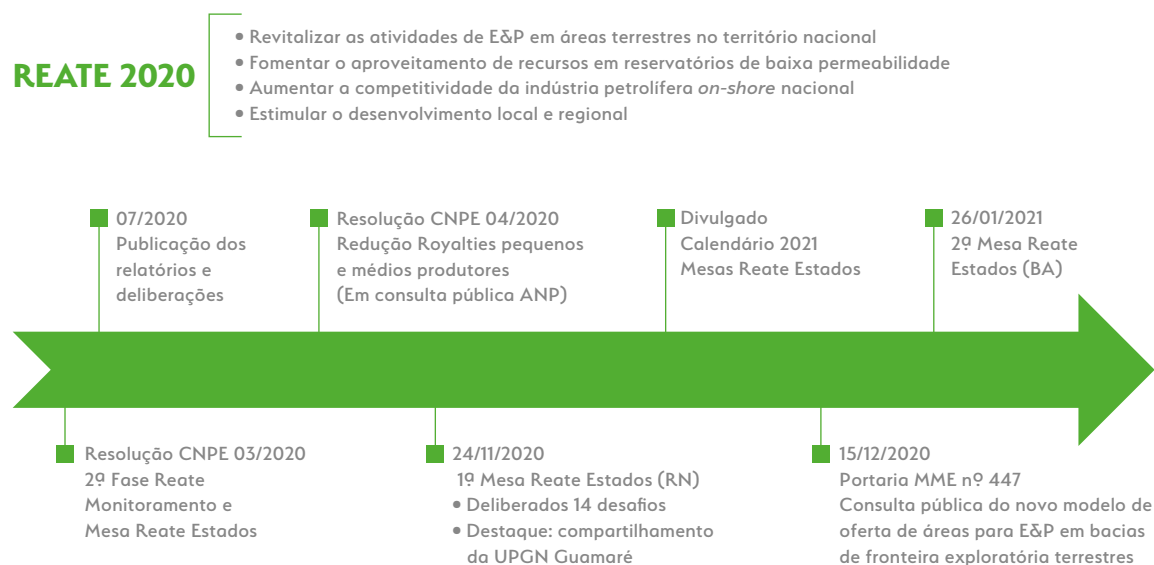 REATE 2020
• Revitalizar as atividades de E&P em áreas terrestres no território nacional
• Fomentar o aproveitamento de recursos em reservatórios de baixa permeabilidade
• Aumentar a competitividade da indústria petrolífera on-shore nacional
• Estimular o desenvolvimento local e regional
07/2020
Publicação dos
relatórios e
deliberações
Resolução CNPE 04/2020
Redução Royalties pequenos
e médios produtores
(Em consulta pública ANP)
Divulgado
Calendário 2021
Mesas Reate Estados
26/01/2021
2ª Mesa Reate
Estados (BA)
Resolução CNPE 03/2020
2ª Fase Reate
Monitoramento e
Mesa Reate Estados
24/11/2020
1ª Mesa Reate Estados (RN)
• Deliberados 14 desafios
• Destaque: compartilhamento
da UPGN Guamaré
15/12/2020
Portaria MME nº 447
Consulta pública do novo modelo de
oferta de áreas para E&P em bacias
de fronteira exploratória terrestres